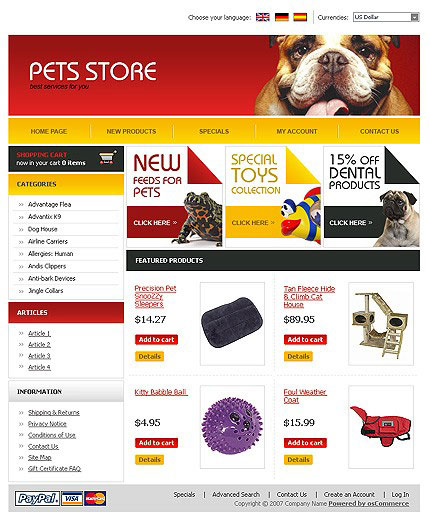 Choose your language:
Currencies:
US Dollar
PETS STORE
best services for you
HOME PAGE
NEW PRODUCTS
SPECIALS
MY ACCOUNT
CONTACT US
SHOPPING CART
now in your cart 0 items
NEW
FEEDS FOR
PETS
CLICK HERE »
SPECIAL
TOYS
COLLECTION
CLICK HERE »
15% OFF
DENTAL
PRODUCTS
CLICK HERE »
CATEGORIES
Advantage Flea
Advantix K9
Dog House
Airline Carriers
Allergies: Human
Andis Clippers
Anti-bark Devices
Jingle Collars
ARTICLES
Article 1
Article 2
Article 3
Article 4
INFORMATION
Shipping & Returns
Privacy Notice
Conditions of Use
Contact Us
Site Map
Gift Certificate FAQ
FEATURED PRODUCTS
Precision Pet
Snoozzy
Sleepers
$14.27
Add to cart
Details
Tan Fleece Hide
& Climb Cat
House
$89.95
Add to cart
Details
Kitty Babble Ball
$4.95
Add to cart
Details
Foul Weather
Coat
$15.99
Add to cart
Details
PayPal
VISA
MasterCard
Specials | Advanced Search | Contact Us | Create an Account | Log In
Copyright © 2007 Company Name Powered by osCommerce